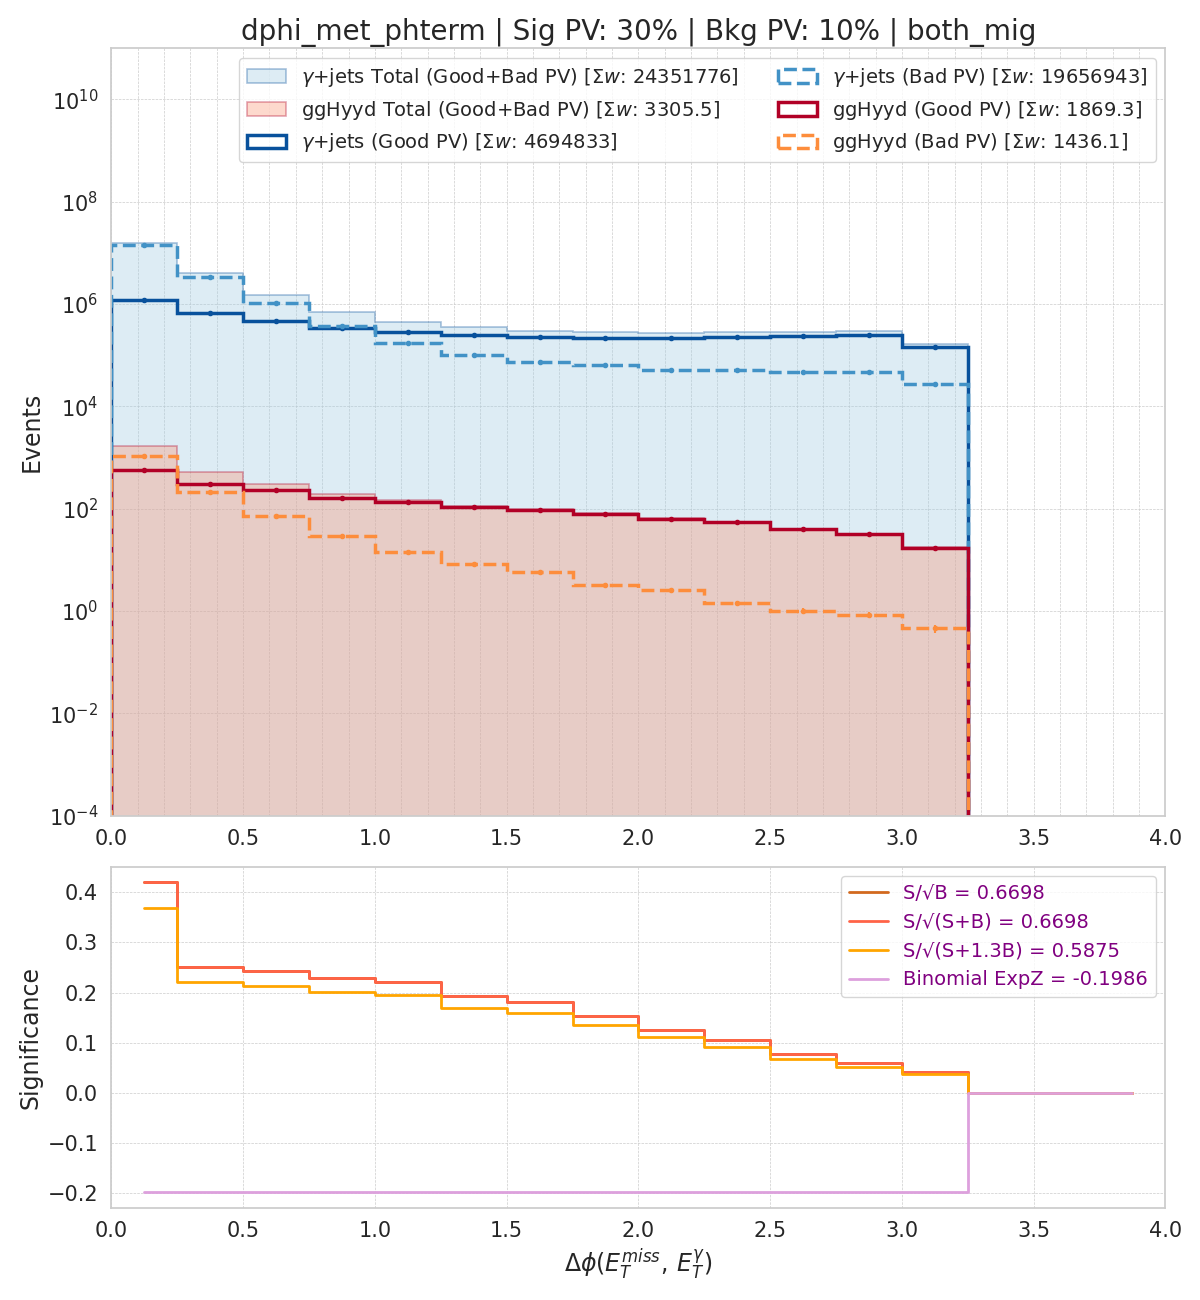 dphi_met_phterm | Sig PV: 30% | Bkg PV: 10% | both_mig
γ+jets Total (Good+Bad PV) [Σw: 24351776]
ggHyyd Total (Good+Bad PV) [Σw: 3305.5]
γ+jets (Good PV) [Σw: 4694833]
γ+jets (Bad PV) [Σw: 19656943]
ggHyyd (Good PV) [Σw: 1869.3]
ggHyyd (Bad PV) [Σw: 1436.1]
Events
10^10
10^8
10^6
10^4
10^2
10^0
10^−2
10^−4
0.0 0.5 1.0 1.5 2.0 2.5 3.0 3.5 4.0
S/√B = 0.6698
S/√(S+B) = 0.6698
S/√(S+1.3B) = 0.5875
Binomial ExpZ = -0.1986
Significance
0.4
0.3
0.2
0.1
0.0
−0.1
−0.2
0.0 0.5 1.0 1.5 2.0 2.5 3.0 3.5 4.0
Δϕ(E_T^miss, E_T^γ)